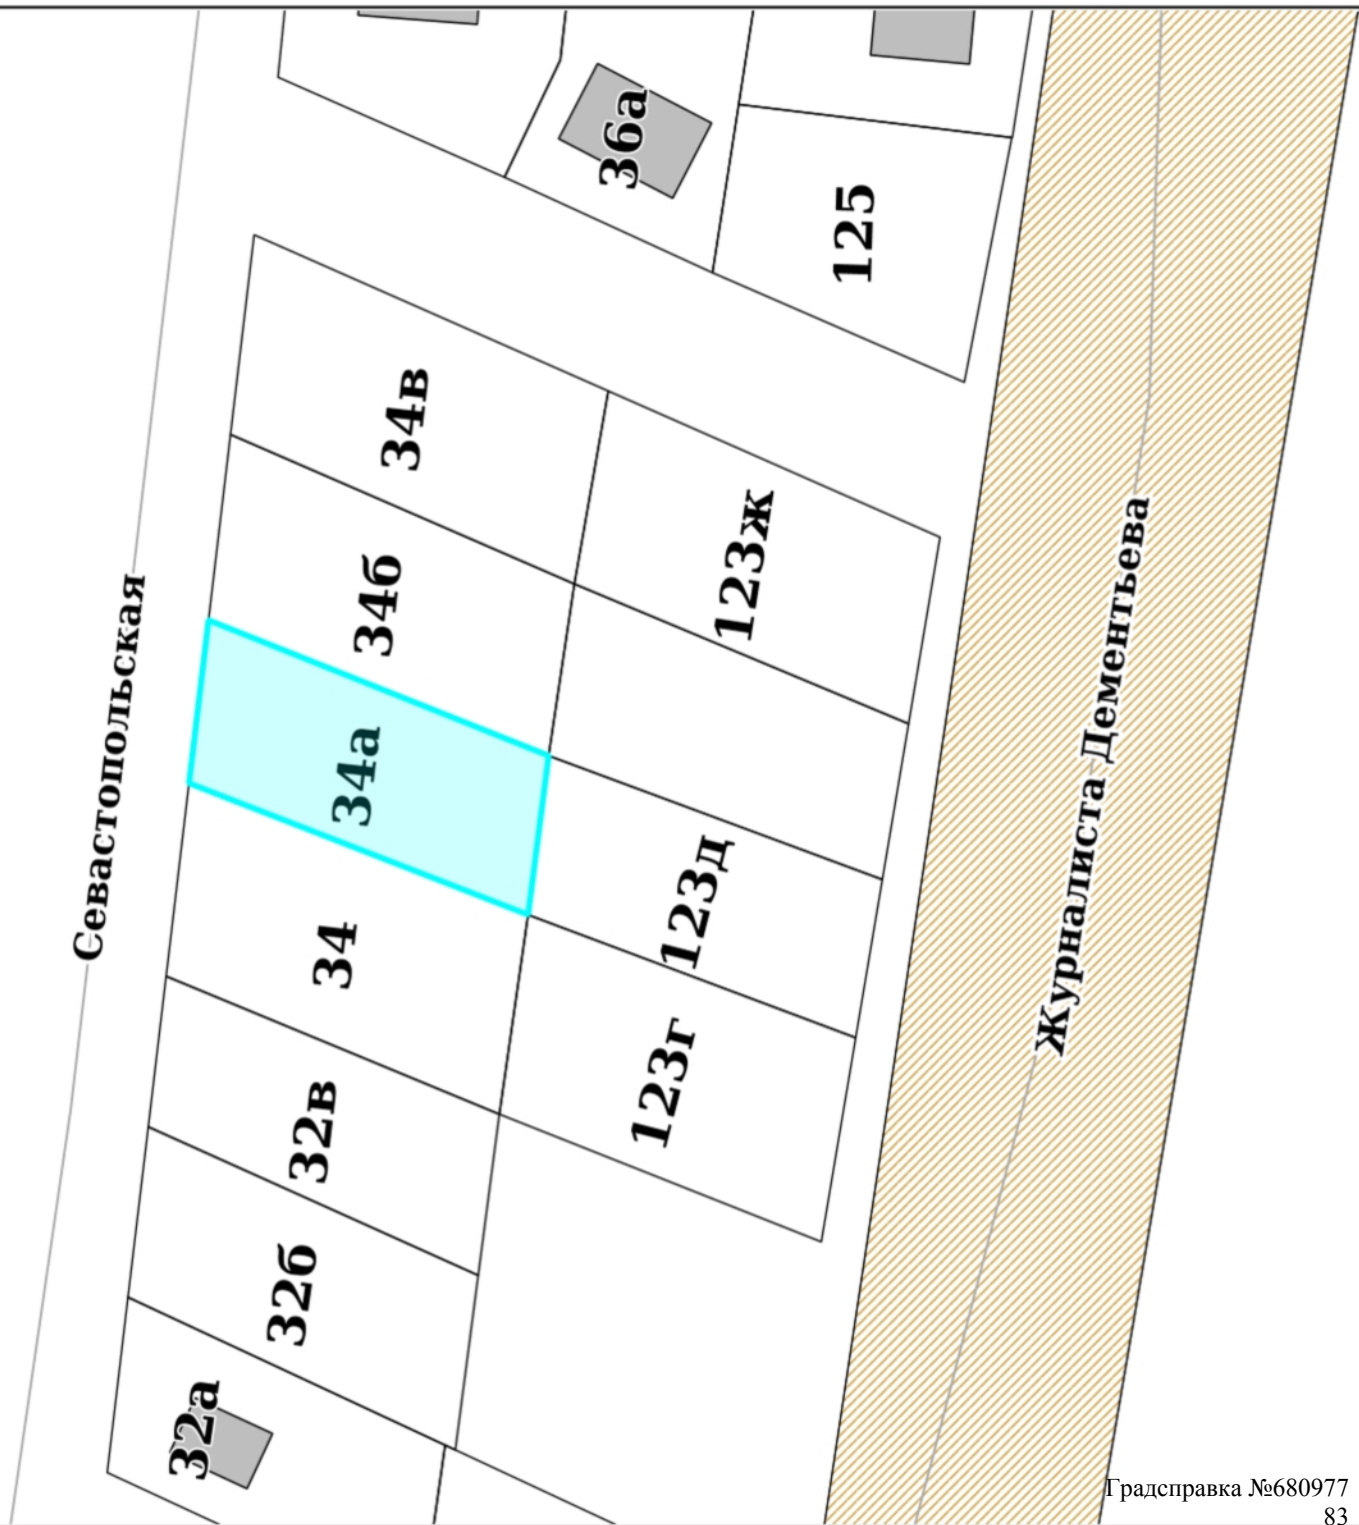 36а
125
34в
123ж
34б
34а
123д
34
123г
32в
32б
32а
Севастопольская
Журналиста Дементьева
Градсправка №680977
83